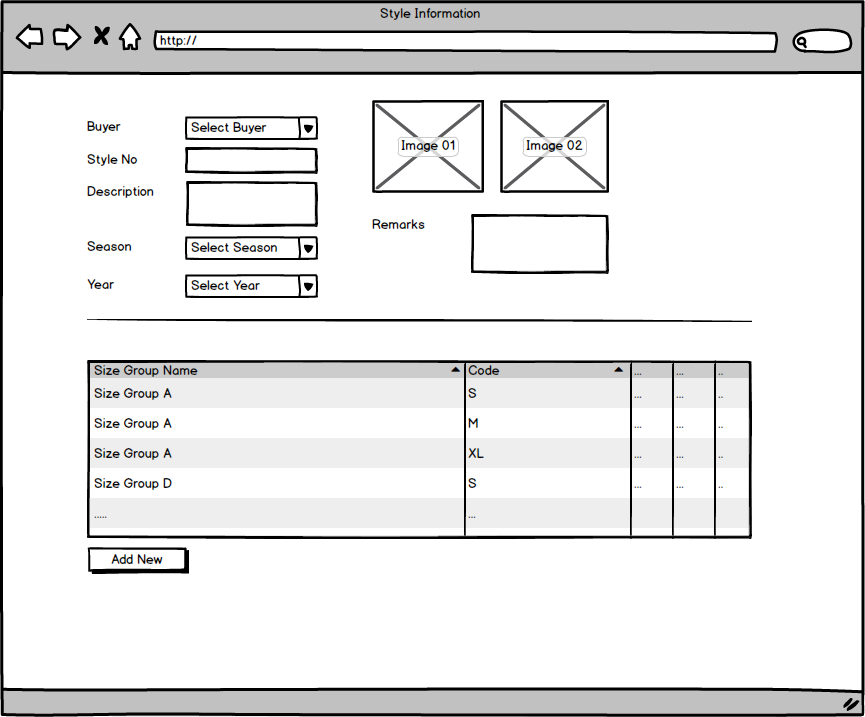 Style Information
http://
Buyer
Select Buyer
Style No
Description
Season
Select Season
Year
Select Year
Image 01
Image 02
Remarks
Size Group Name Code ... ... ..
Size Group A S ... ... ..
Size Group A M ... ... ..
Size Group A XL ... ... ..
Size Group D S ... ... ..
..... ... ... ... ..
Add New